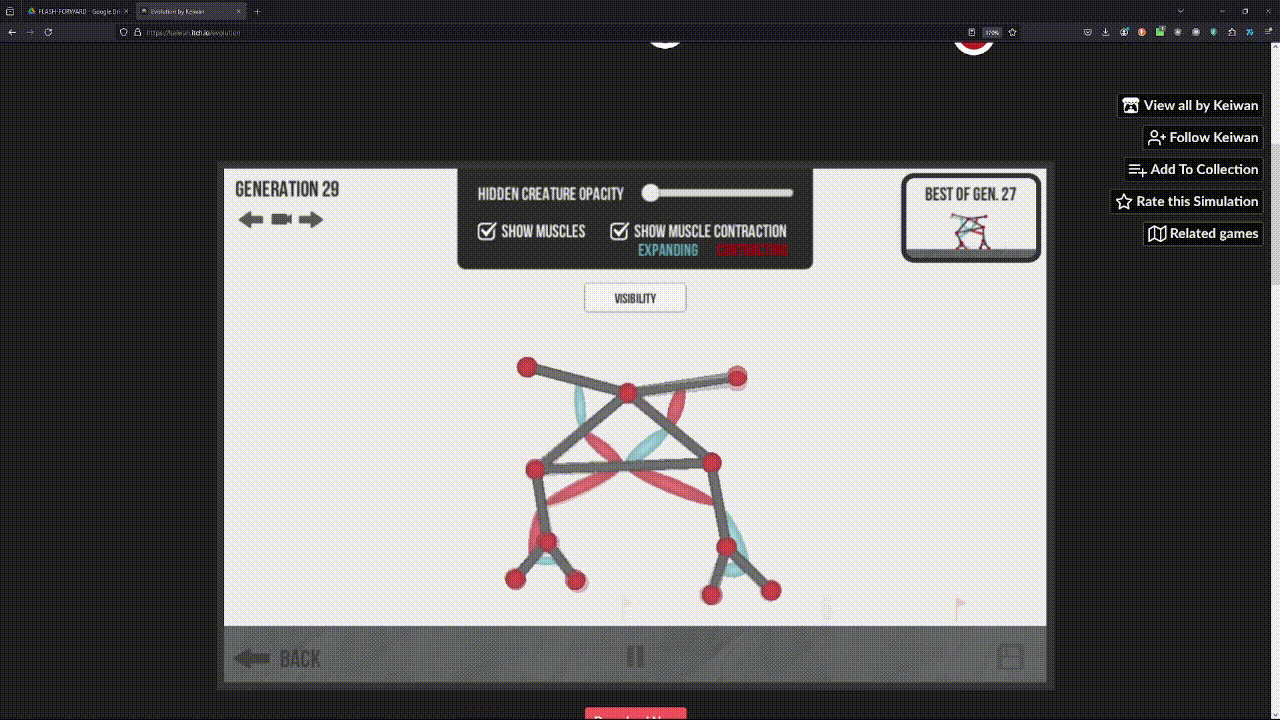 FLASH-FORWARD - Google Dri
Evolution by Keiwan
https://keiwan.itch.io/evolution
170%
View all by Keiwan
Follow Keiwan
Add To Collection
Rate this Simulation
Related games
GENERATION 29
HIDDEN CREATURE OPACITY
SHOW MUSCLES
SHOW MUSCLE CONTRACTION
EXPANDING
CONTRACTING
VISIBILITY
BEST OF GEN. 27
BACK